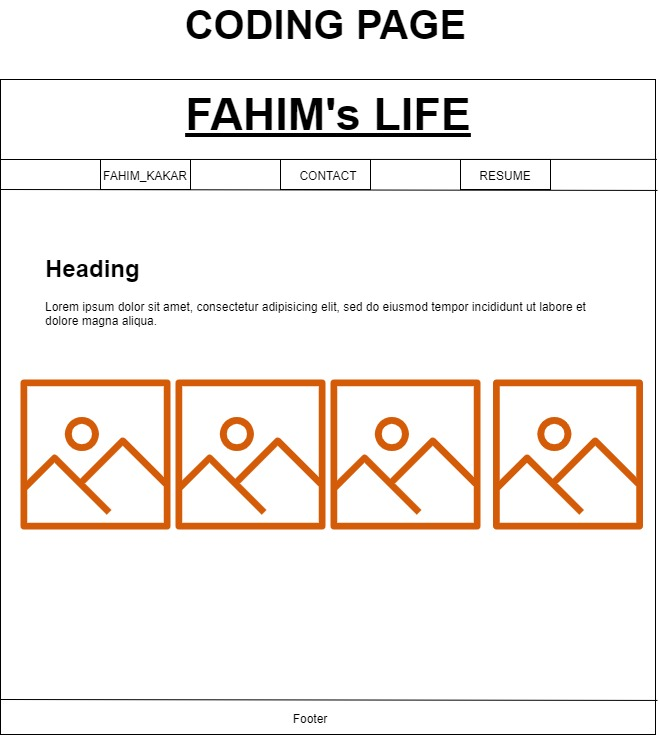 CODING PAGE
FAHIM's LIFE
FAHIM_KAKAR
CONTACT
RESUME
Heading
Lorem ipsum dolor sit amet, consectetur adipisicing elit, sed do eiusmod tempor incididunt ut labore et
dolore magna aliqua.
Footer